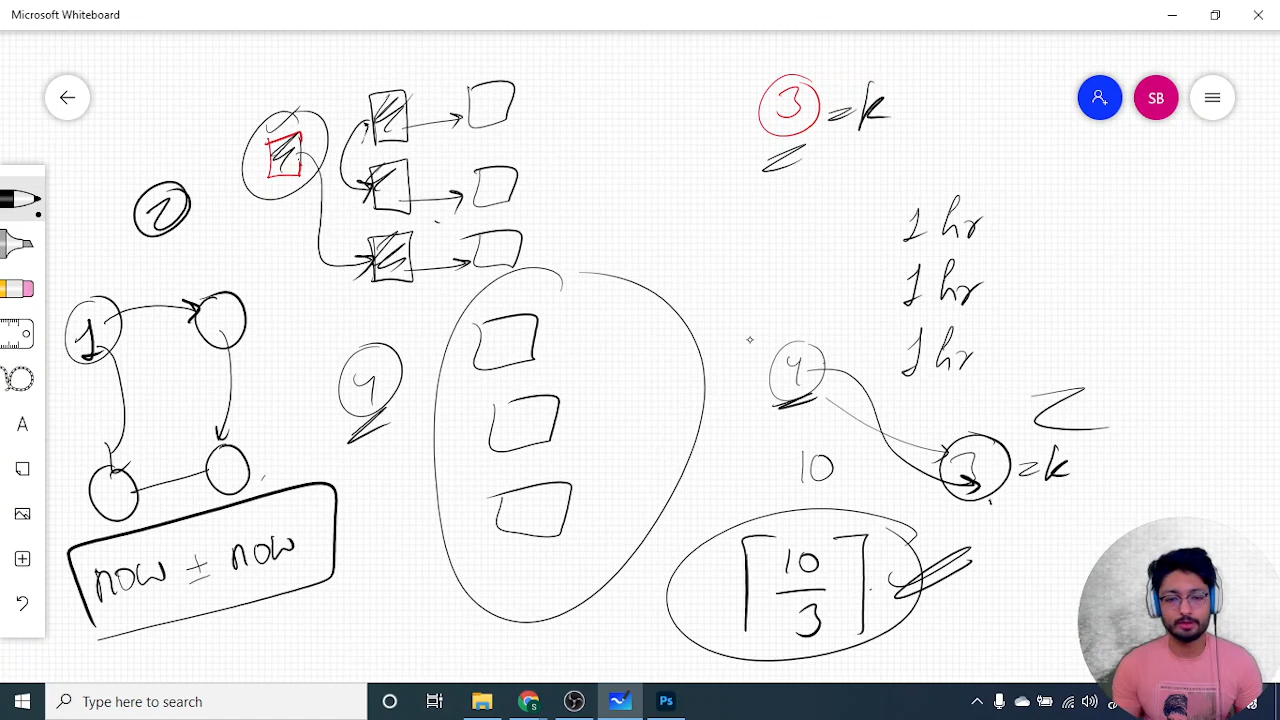 Microsoft Whiteboard
SB
3 = k
1 hr
1 hr
1 hr
1
4
4
10
3 = k
10
3
now ± now
A
Type here to search
Ps